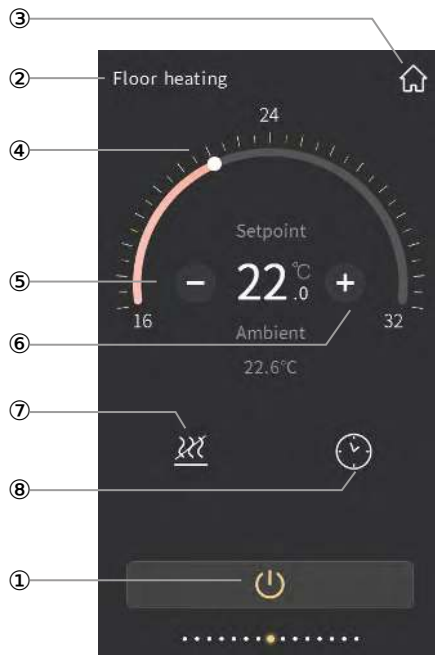 ③
② Floor heating
24
④
Setpoint
⑤ − 22.0 °C +
16 32
⑥ Ambient
22.6°C
⑦
⑧
①